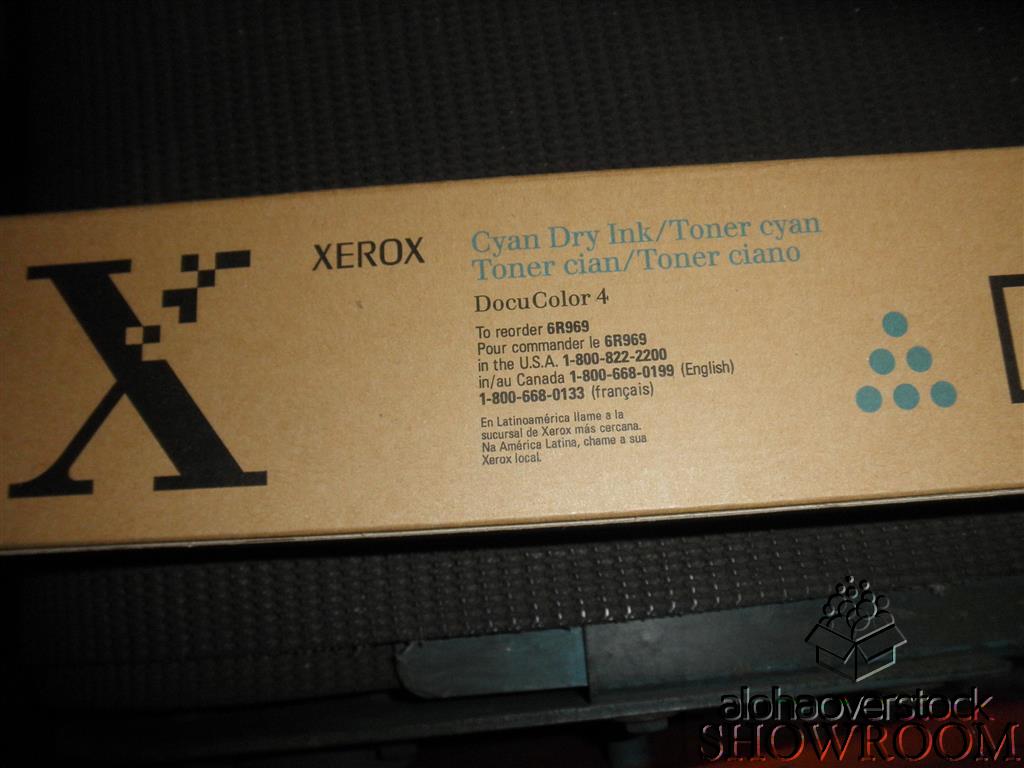 X
XEROX
Cyan Dry Ink/Toner cyan
Toner cian/Toner ciano
DocuColor 4
To reorder 6R969
Pour commander le 6R969
in the U.S.A. 1-800-822-2200
in/au Canada 1-800-668-0199 (English)
1-800-668-0133 (français)
En Latinoamérica llame a la
sucursal de Xerox más cercana.
Na América Latina, chame a sua
Xerox local.
alohaoverstock
SHOWROOM